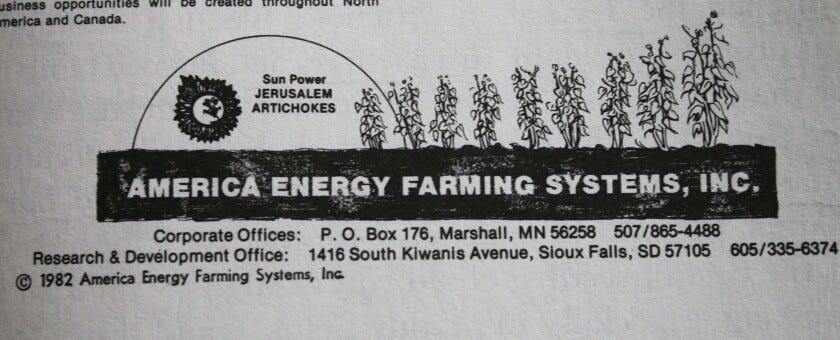 usiness opportunities will be created throughout North
merica and Canada.
Sun Power
JERUSALEM
ARTICHOKES
AMERICA ENERGY FARMING SYSTEMS, INC.
Corporate Offices: P. O. Box 176, Marshall, MN 56258 507/865-4488
Research & Development Office: 1416 South Kiwanis Avenue, Sioux Falls, SD 57105 605/335-6374
© 1982 America Energy Farming Systems, Inc.